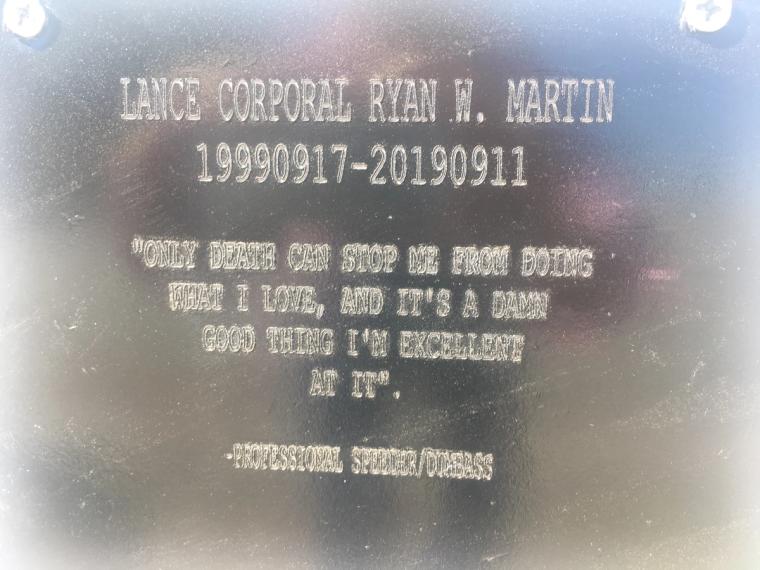 LANCE CORPORAL RYAN W. MARTIN
19990917-20190911
"ONLY DEATH CAN STOP ME FROM DOING
WHAT I LOVE, AND IT'S A DAMN
GOOD THING I'M EXCELLENT
AT IT".
-PROFESSIONAL SPEEDER/DUMBASS